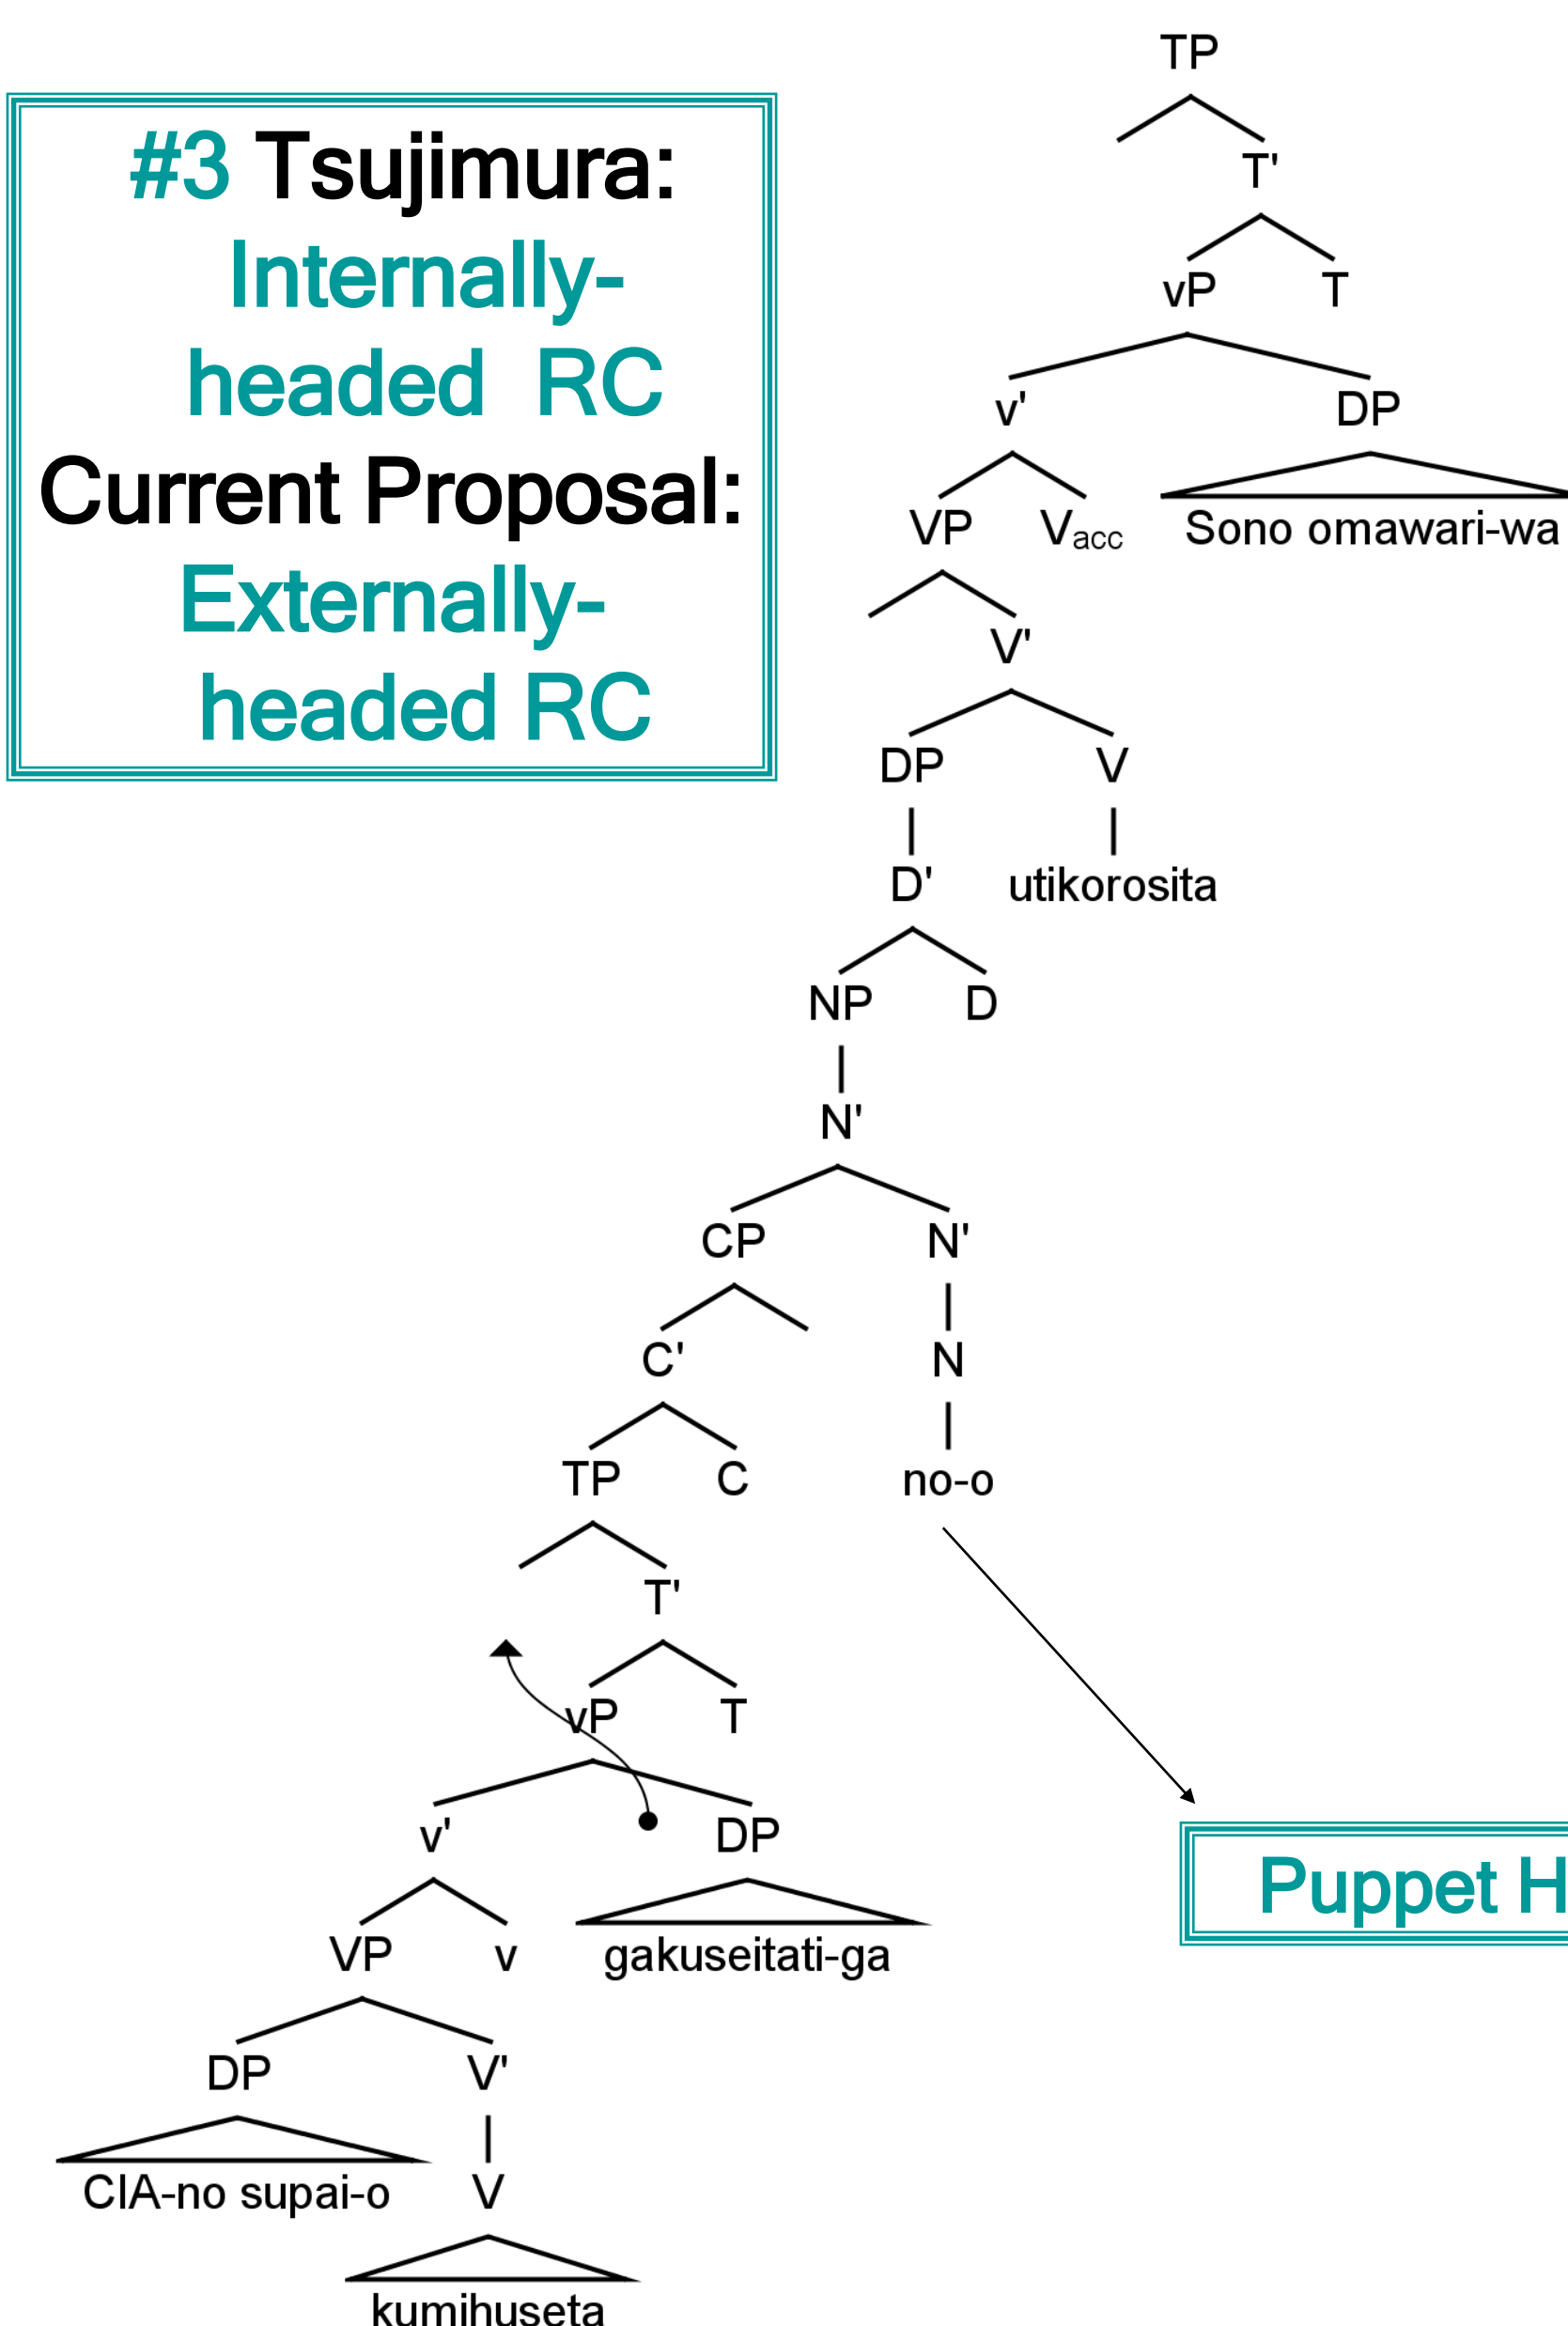 #3 Tsujimura:
Internally-
headed RC
Current Proposal:
Externally-
headed RC
TP
T'
vP T
v' DP
VP Vacc Sono omawari-wa
V'
DP V
D' utikorosita
NP D
N'
CP N'
C' N
TP C no-o
T'
vP T
v' DP
VP v gakuseitati-ga
Puppet H
DP V'
CIA-no supai-o V
kumihuseta